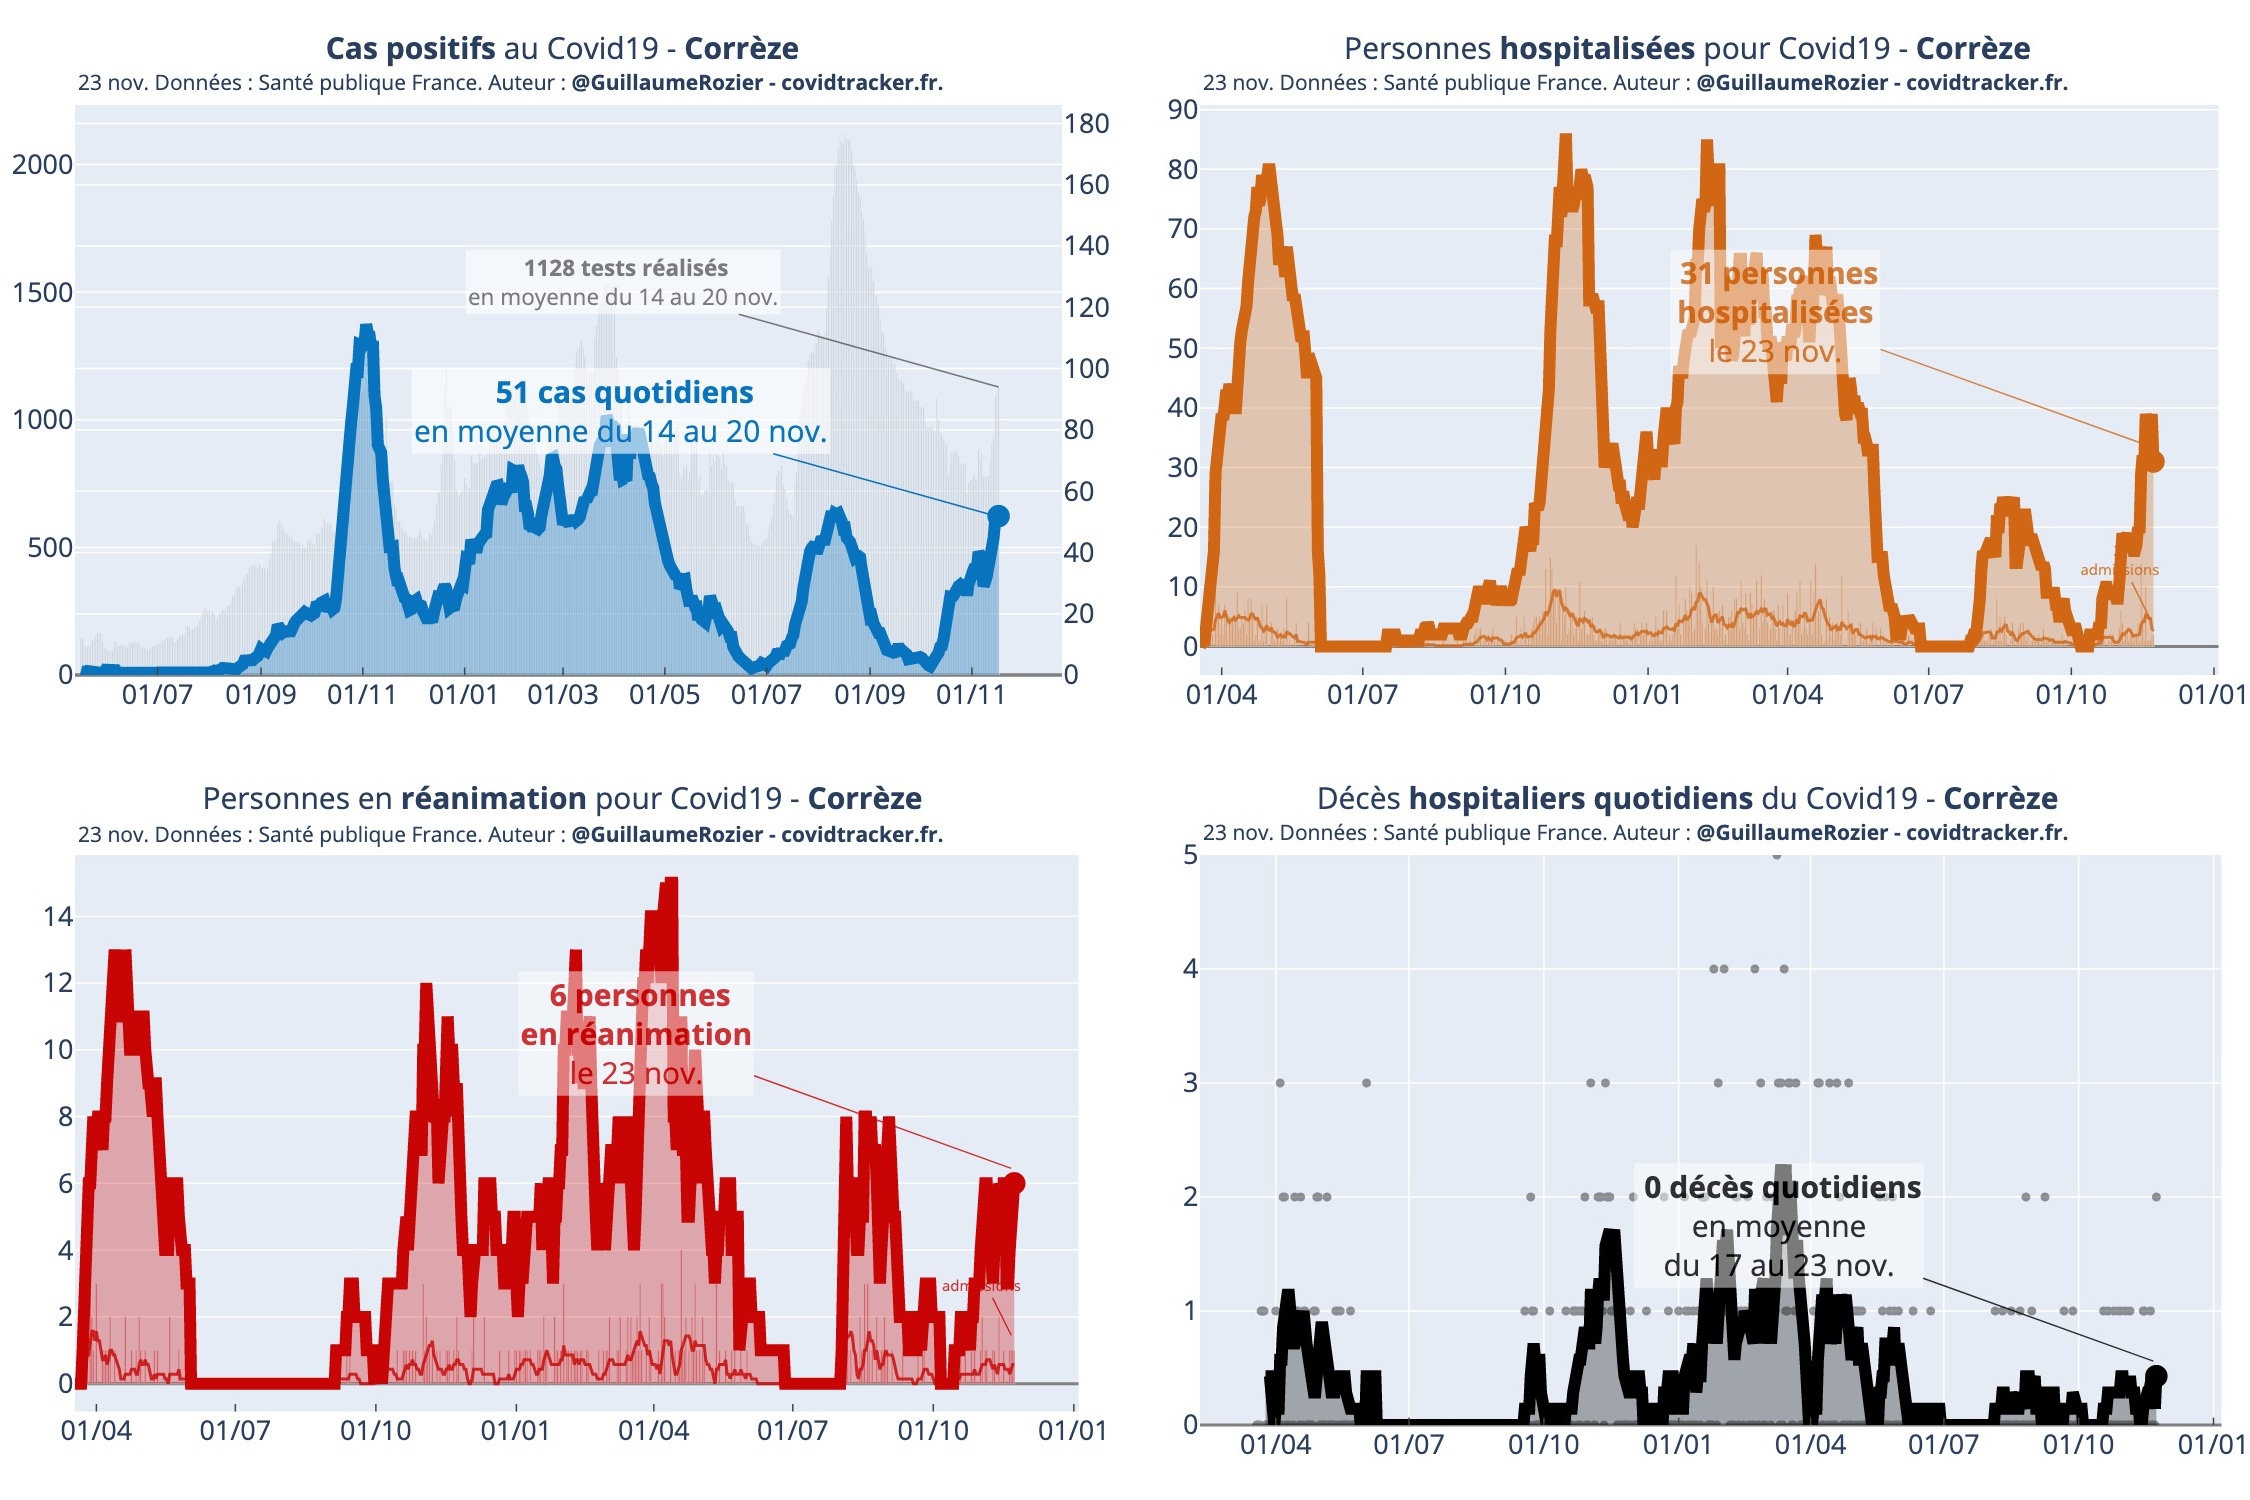 Cas positifs au Covid19 - Corrèze
23 nov. Données : Santé publique France. Auteur : @GuillaumeRozier - covidtracker.fr.
2000
1500
1000
500
0
180
160
140
120
100
80
60
40
20
0
1128 tests réalisés
en moyenne du 14 au 20 nov.
51 cas quotidiens
en moyenne du 14 au 20 nov.
01/07 01/09 01/11 01/01 01/03 01/05 01/07 01/09 01/11
Personnes hospitalisées pour Covid19 - Corrèze
23 nov. Données : Santé publique France. Auteur : @GuillaumeRozier - covidtracker.fr.
90
80
70
60
50
40
30
20
10
0
31 personnes
hospitalisées
le 23 nov.
admissions
01/04 01/07 01/10 01/01 01/04 01/07 01/10 01/01
Personnes en réanimation pour Covid19 - Corrèze
23 nov. Données : Santé publique France. Auteur : @GuillaumeRozier - covidtracker.fr.
14
12
10
8
6
4
2
0
6 personnes
en réanimation
le 23 nov.
admissions
01/04 01/07 01/10 01/01 01/04 01/07 01/10 01/01
Décès hospitaliers quotidiens du Covid19 - Corrèze
23 nov. Données : Santé publique France. Auteur : @GuillaumeRozier - covidtracker.fr.
5
4
3
2
1
0
0 décès quotidiens
en moyenne
du 17 au 23 nov.
01/04 01/07 01/10 01/01 01/04 01/07 01/10 01/01